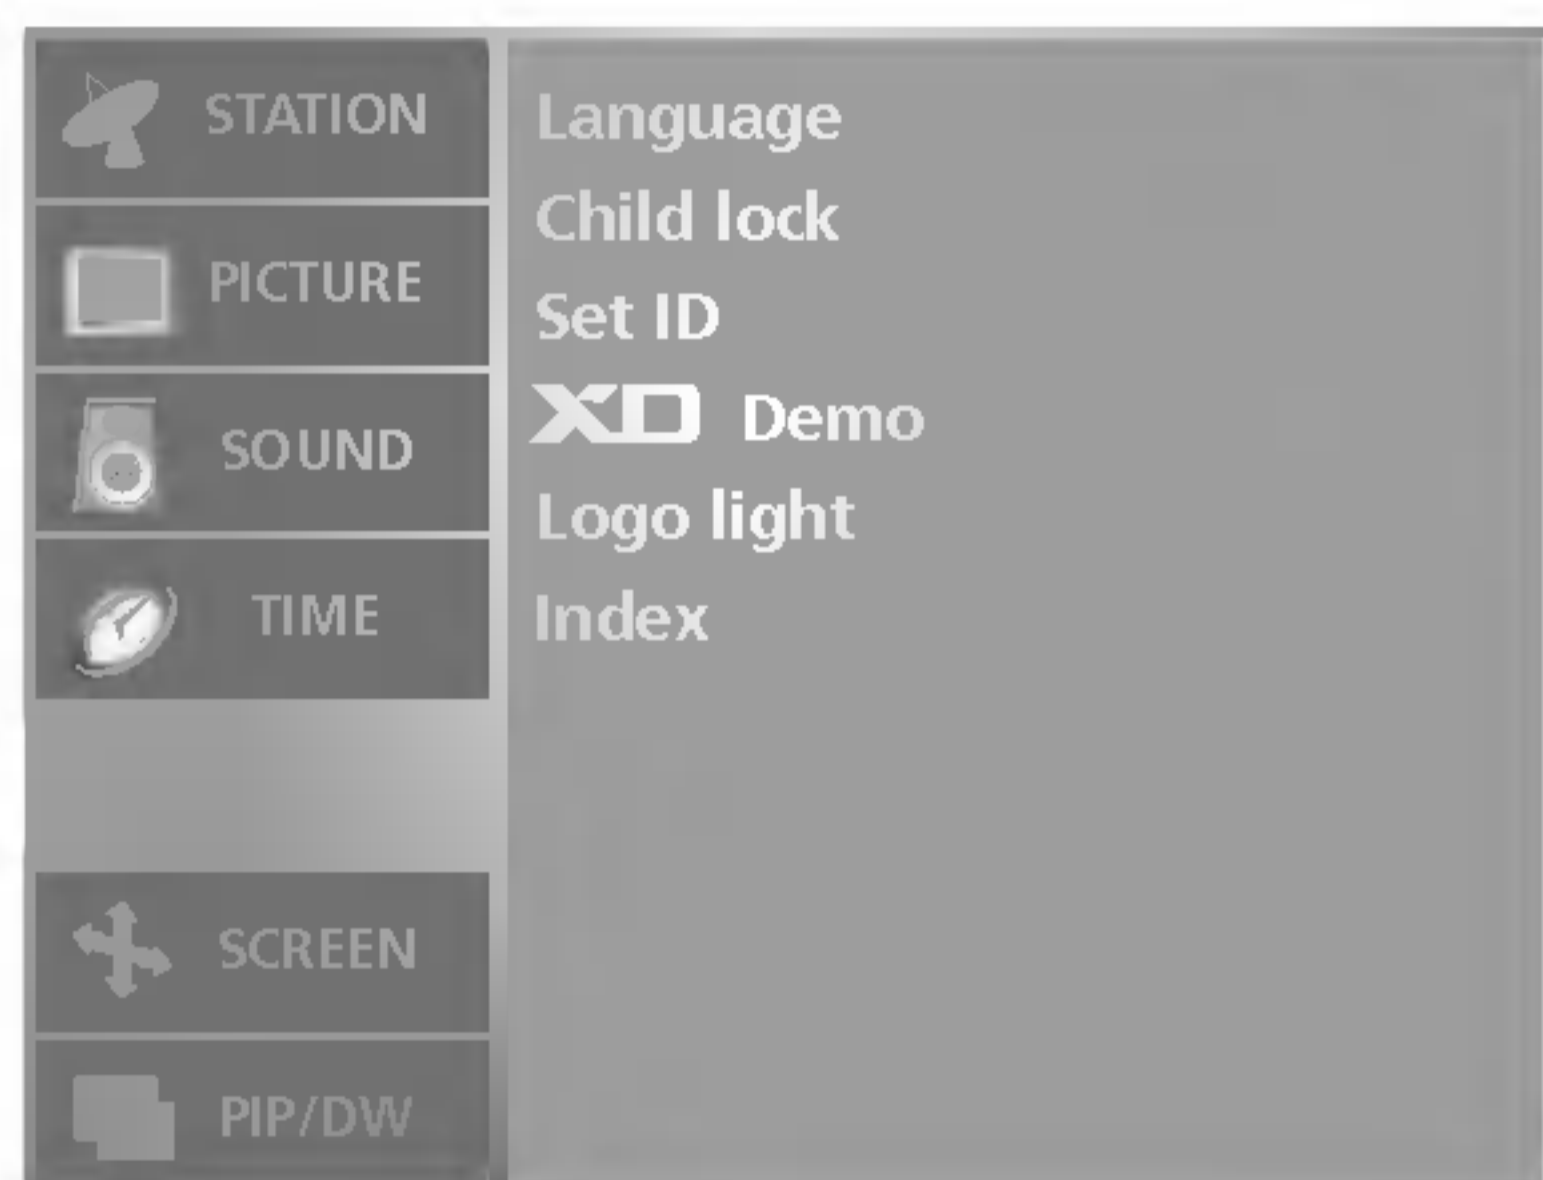 STATION
PICTURE
SOUND
TIME
SCREEN
PIP/DW
Language
Child lock
Set ID
XD Demo
Logo light
Index